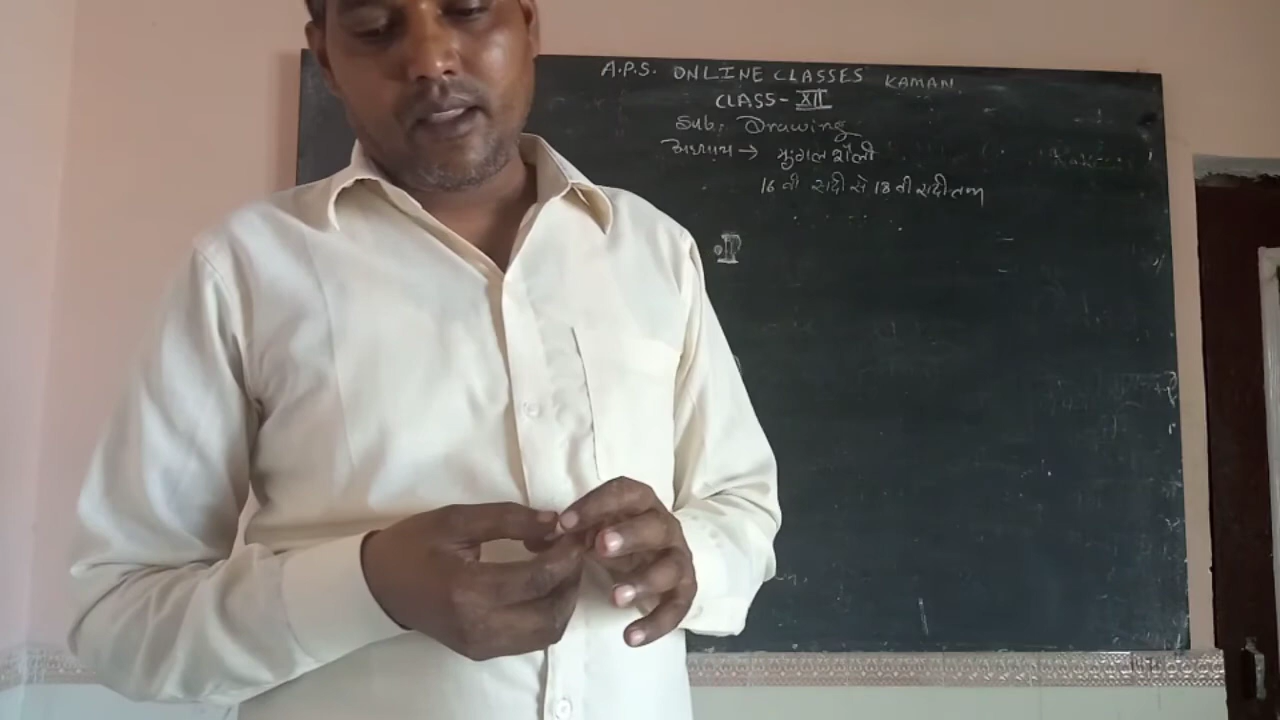 A.P.S. ONLINE CLASSES KAMAN
CLASS- XII
Sub: Drawing
अध्याय → मुगल शैली
16 वी सदी से 18 वी सदी तक